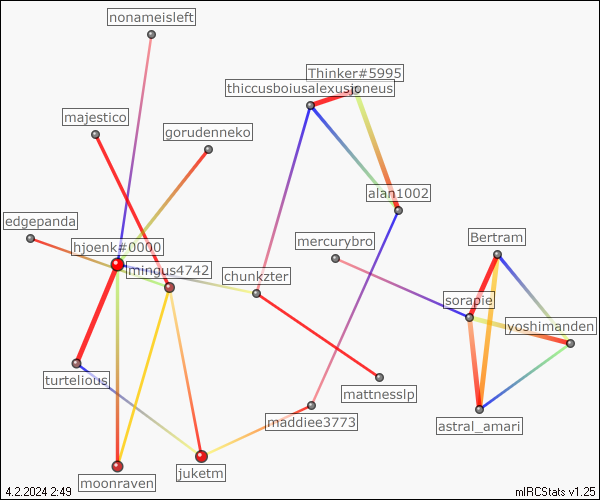 nonameisleft
Thinker#5995
thiccusboiusalexusjoneus
majestico
gorudenneko
alan1002
edgepanda
hjoenk#0000
mercurybro
Bertram
mingus4742
chunkzter
sorapie
yoshimanden
turtelious
mattnesslp
maddiee3773
astral_amari
juketm
moonraven
4.2.2024 2:49
mIRCStats v1.25